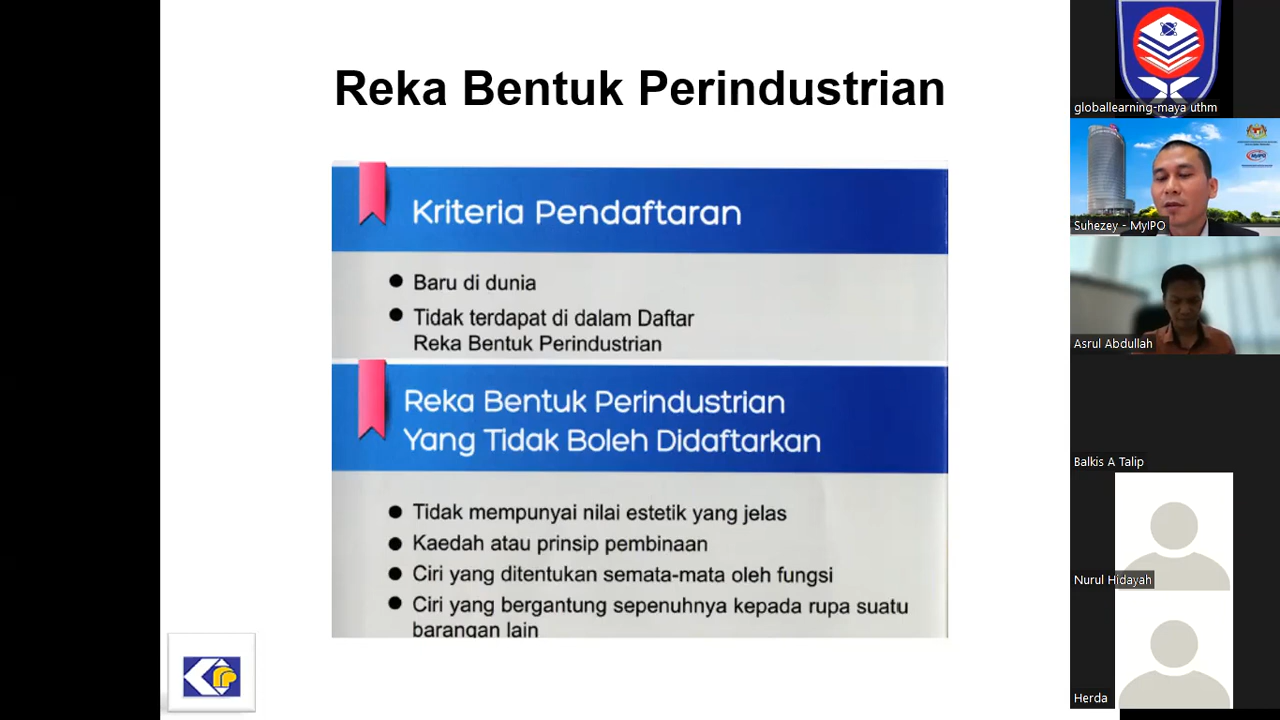 Reka Bentuk Perindustrian
Kriteria Pendaftaran
Baru di dunia
Tidak terdapat di dalam Daftar
Reka Bentuk Perindustrian
Reka Bentuk Perindustrian
Yang Tidak Boleh Didaftarkan
Tidak mempunyai nilai estetik yang jelas
Kaedah atau prinsip pembinaan
Ciri yang ditentukan semata-mata oleh fungsi
Ciri yang bergantung sepenuhnya kepada rupa suatu
barangan lain
globallearning-maya uthm
MyIPO
Suhezey - MyIPO
Asrul Abdullah
Balkis A Talip
Nurul Hidayah
Herda